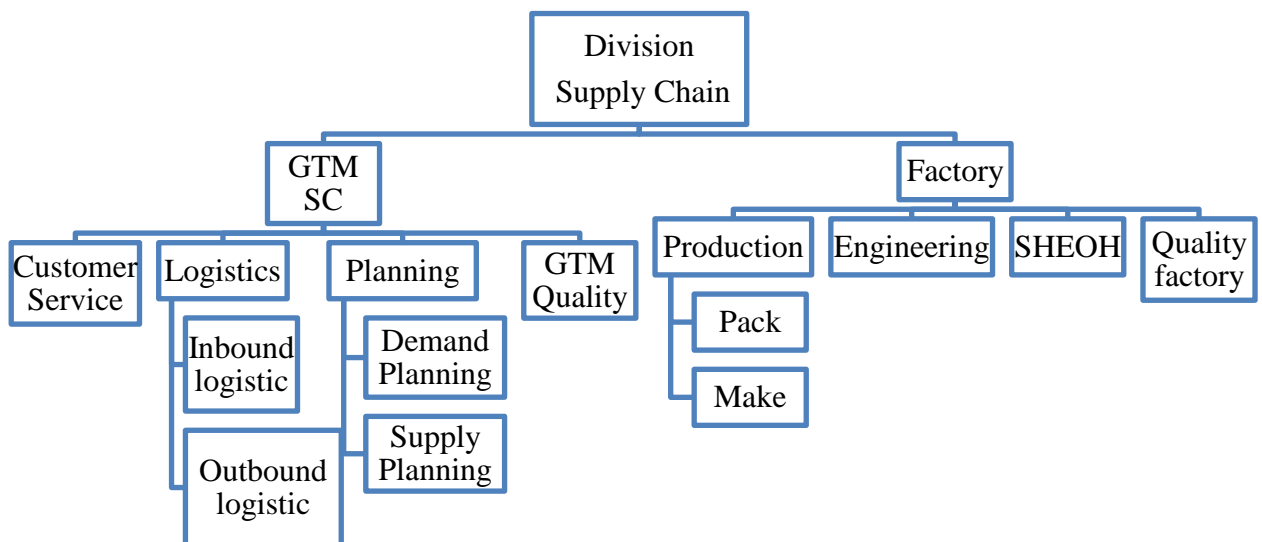 Division
Supply Chain
GTM
SC
Factory
Customer
Service
Logistics
Planning
GTM
Quality
Production
Engineering
SHEOH
Quality
factory
Inbound
logistic
Demand
Planning
Pack
Make
Outbound
logistic
Supply
Planning